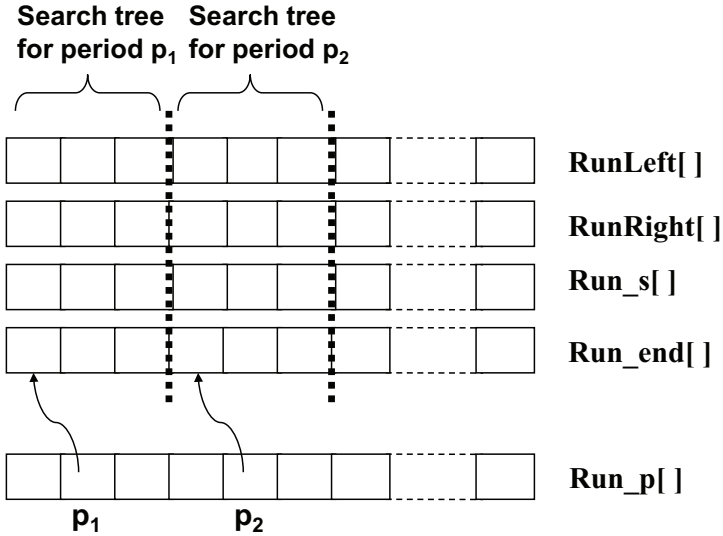 Search tree
for period p₁
Search tree
for period p₂
RunLeft[ ]
RunRight[ ]
Run_s[ ]
Run_end[ ]
Run_p[ ]
p₁
p₂